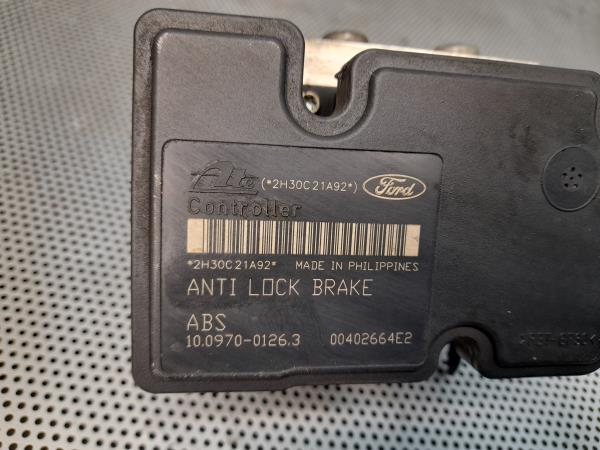 Ate (*2H30C21A92*) Ford
Controller
*2H30C21A92* MADE IN PHILIPPINES
ANTI LOCK BRAKE
ABS
10.0970-0126.3 00402664E2